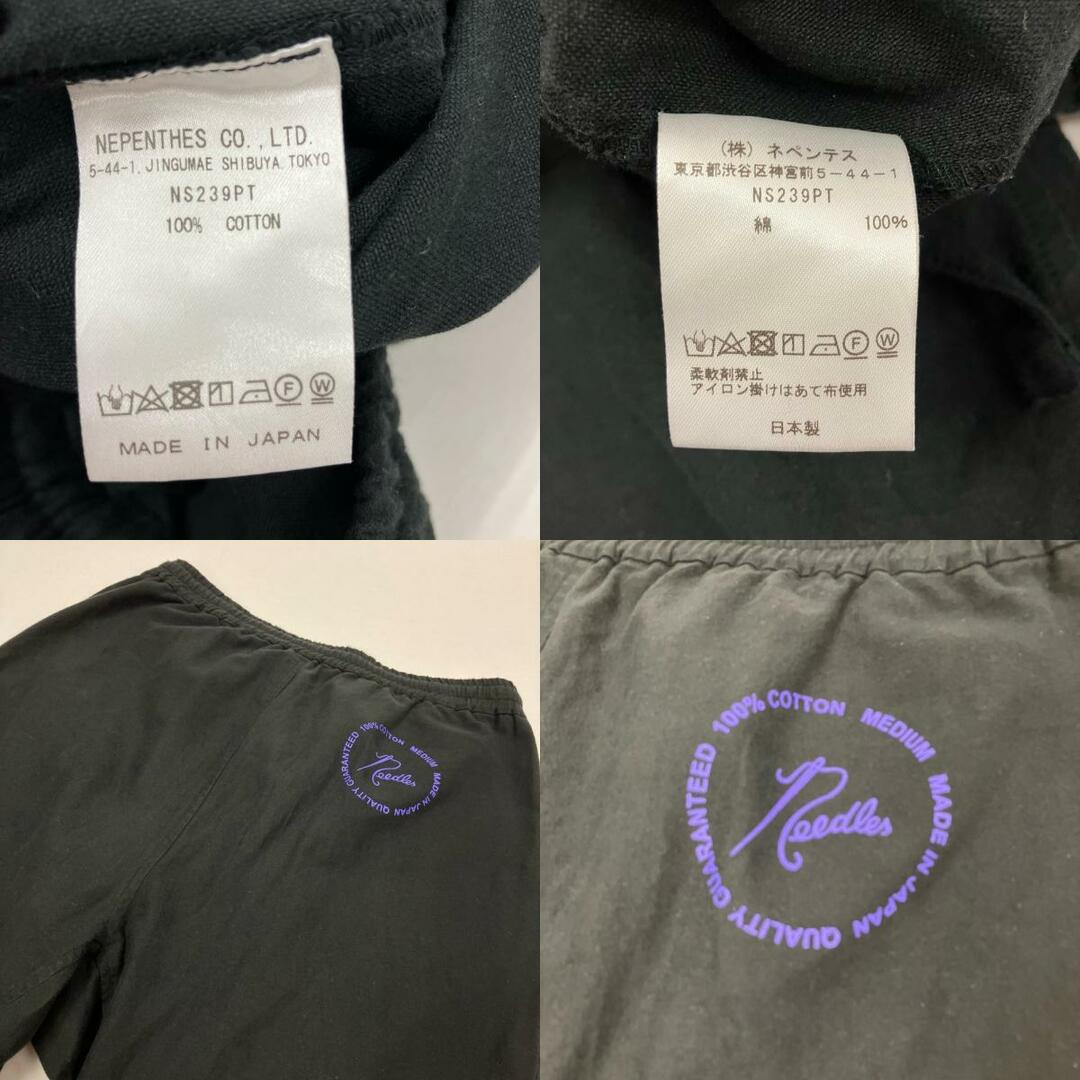 NEPENTHES CO.,LTD.
5-44-1, JINGUMAE SHIBUYA TOKYO
NS239PT
100% COTTON
F W
MADE IN JAPAN
(株) ネペンテス
東京都渋谷区神宮前5-44-1
NS239PT
綿 100%
F W
柔軟剤禁止
アイロン掛けはあて布使用
日本製
100% COTTON MEDIUM MADE IN JAPAN QUALITY GUARANTEED
Needles
100% COTTON MEDIUM MADE IN JAPAN QUALITY GUARANTEED
Needles